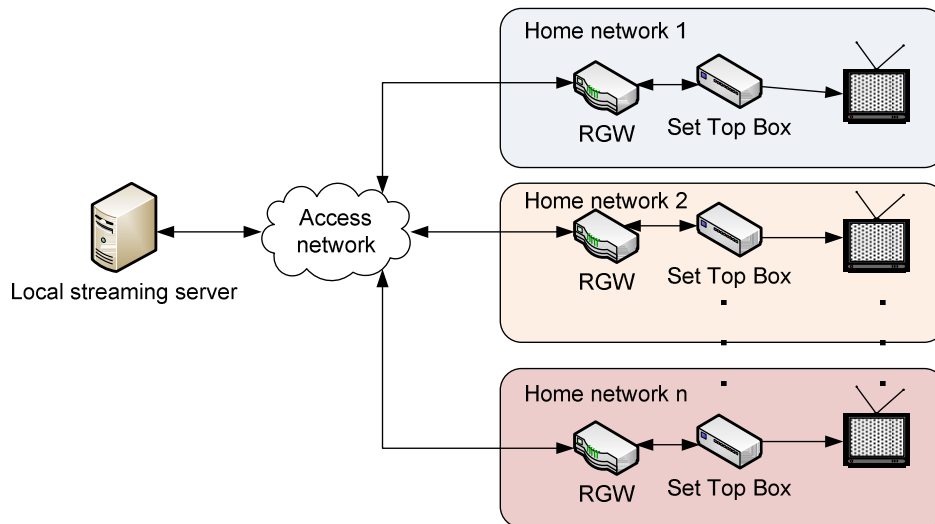 Home network 1
RGW
Set Top Box
Home network 2
Access
network
RGW
Set Top Box
Local streaming server
Home network n
RGW
Set Top Box